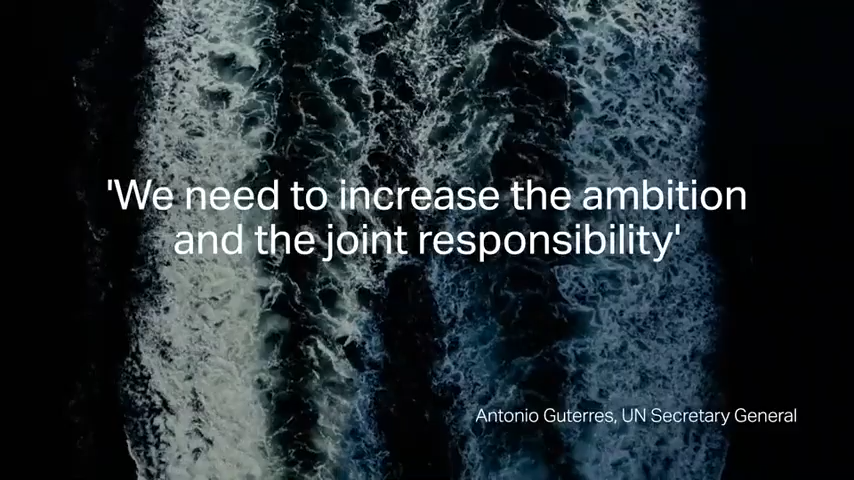 'We need to increase the ambition
and the joint responsibility'
Antonio Guterres, UN Secretary General